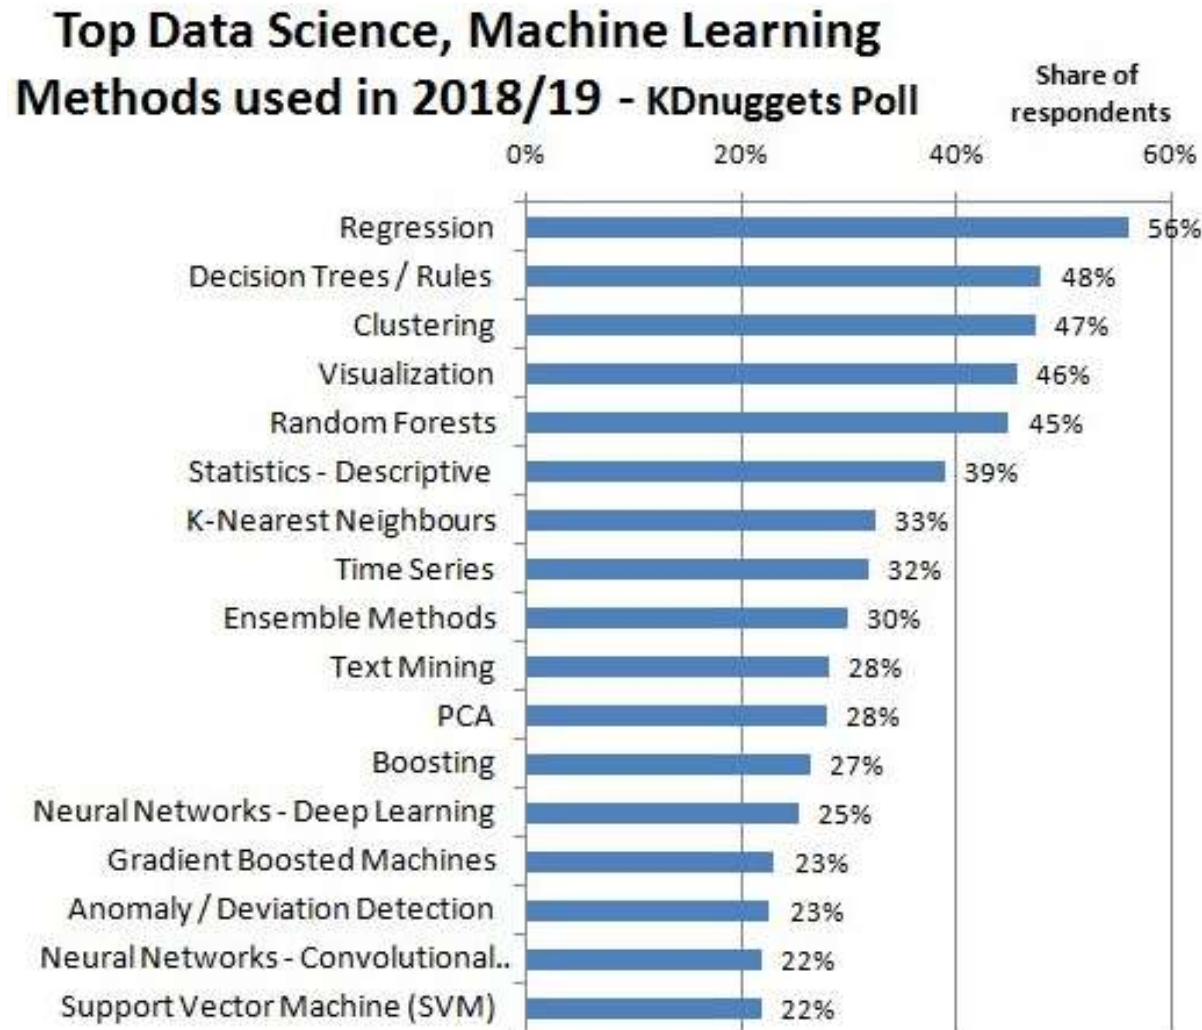 Top Data Science, Machine Learning
Methods used in 2018/19 - KDnuggets Poll
Share of
respondents
0% 20% 40% 60%
Regression 56%
Decision Trees / Rules 48%
Clustering 47%
Visualization 46%
Random Forests 45%
Statistics - Descriptive 39%
K-Nearest Neighbours 33%
Time Series 32%
Ensemble Methods 30%
Text Mining 28%
PCA 28%
Boosting 27%
Neural Networks - Deep Learning 25%
Gradient Boosted Machines 23%
Anomaly / Deviation Detection 23%
Neural Networks - Convolutional.. 22%
Support Vector Machine (SVM) 22%